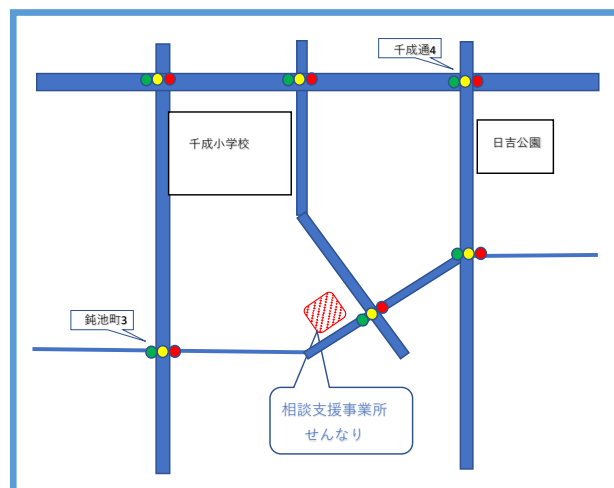 千成通4
千成小学校
日吉公園
鈍池町3
相談支援事業所
せんなり